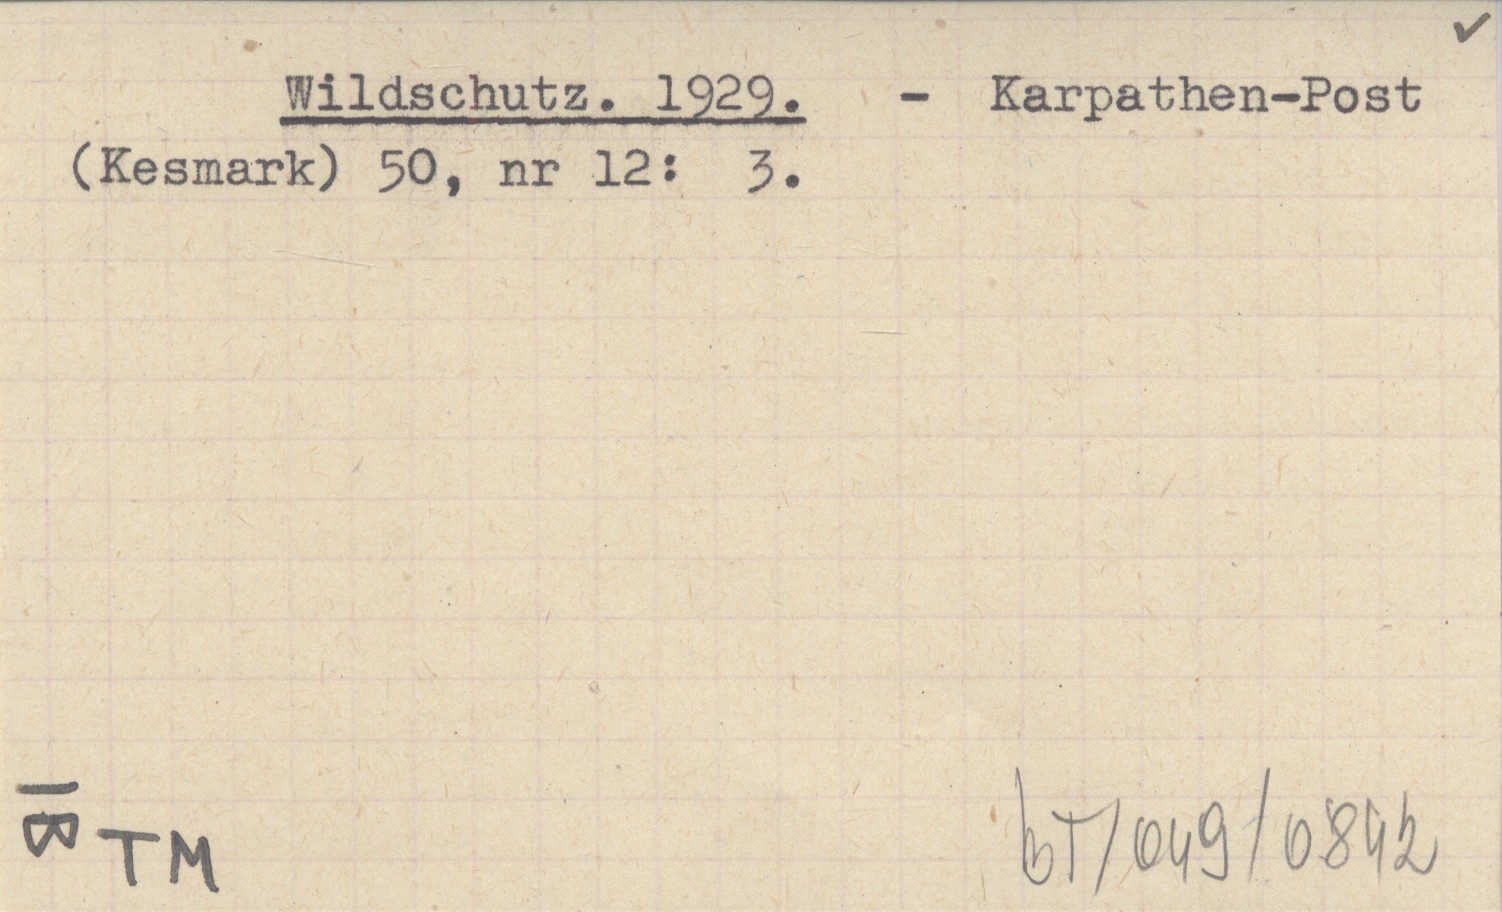 Wildschutz. 1929. - Karpathen-Post
(Kesmark) 50, nr 12: 3.
IB
TM
bT/049/0842